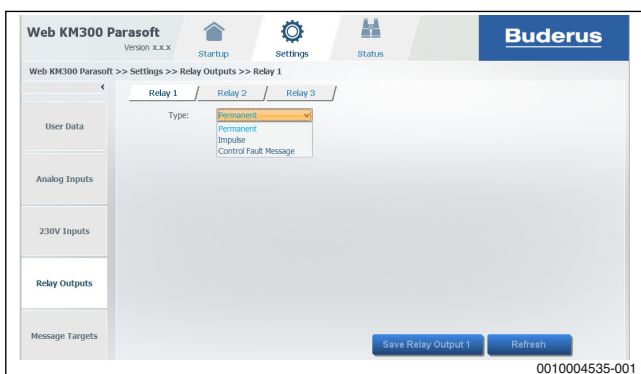 Web KM300 Parasoft
Version x.x.x
Startup
Settings
Status
Buderus
Web KM300 Parasoft >> Settings >> Relay Outputs >> Relay 1
‹
Relay 1
Relay 2
Relay 3
Type:
Permanent
Permanent
Impulse
Control Fault Message
User Data
Analog Inputs
230V Inputs
Relay Outputs
Message Targets
Save Relay Output 1
Refresh
0010004535-001